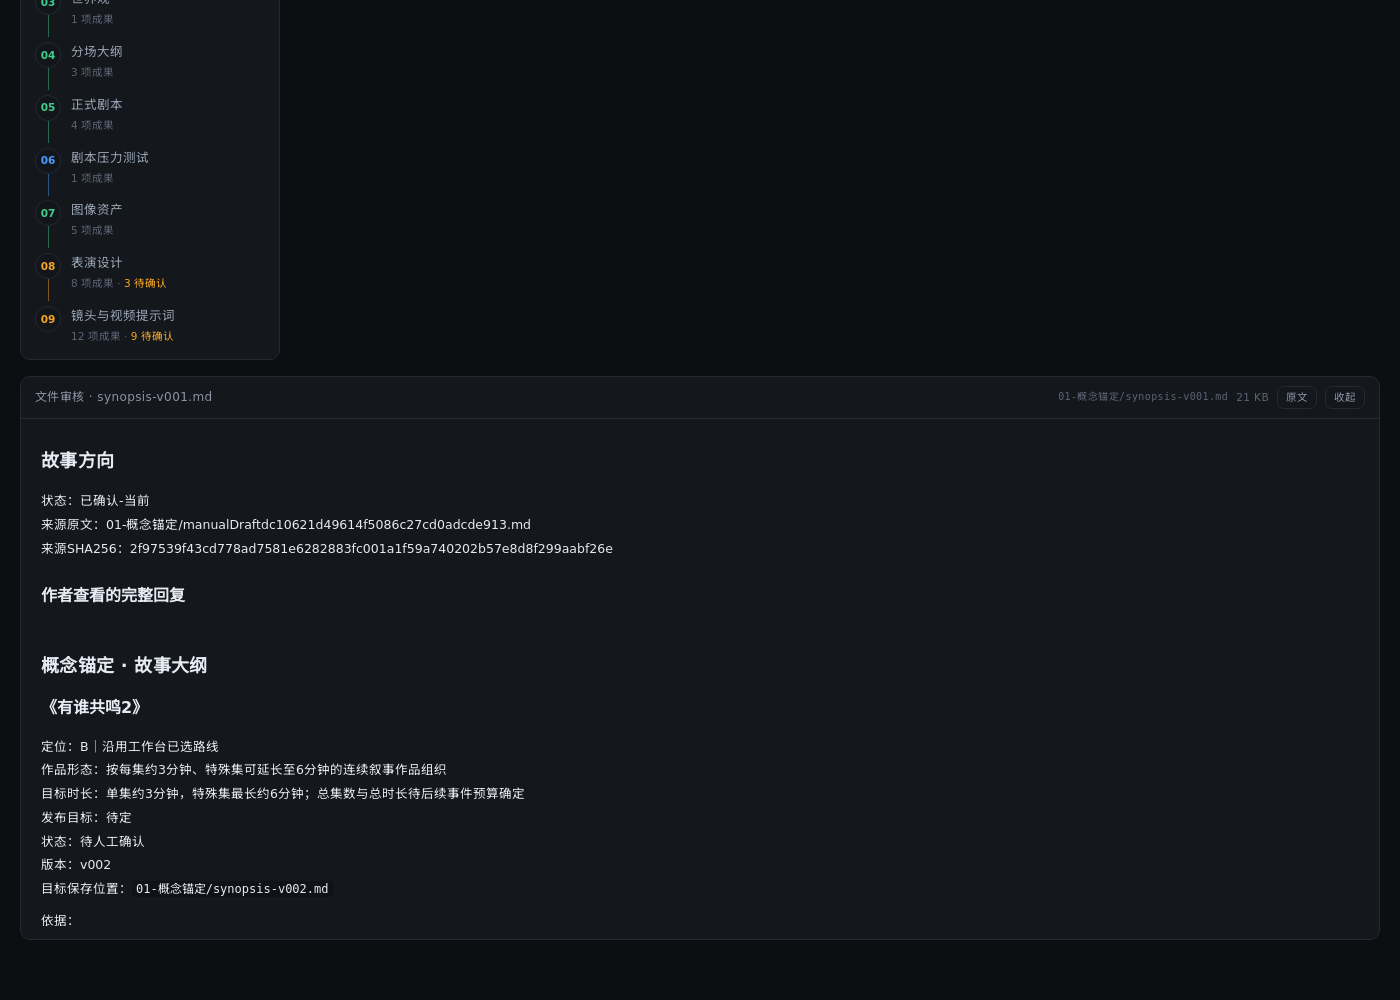 03
世界观
1 项成果
04
分场大纲
3 项成果
05
正式剧本
4 项成果
06
剧本压力测试
1 项成果
07
图像资产
5 项成果
08
表演设计
8 项成果 · 3 待确认
09
镜头与视频提示词
12 项成果 · 9 待确认
文件审核 · synopsis-v001.md
01-概念锚定/synopsis-v001.md 21 KB 原文 收起
故事方向
状态：已确认-当前
来源原文：01-概念锚定/manualDraftdc10621d49614f5086c27cd0adcde913.md
来源SHA256：2f97539f43cd778ad7581e6282883fc001a1f59a740202b57e8d8f299aabf26e
作者查看的完整回复
概念锚定 · 故事大纲
《有谁共鸣2》
定位：B｜沿用工作台已选路线
作品形态：按每集约3分钟、特殊集可延长至6分钟的连续叙事作品组织
目标时长：单集约3分钟，特殊集最长约6分钟；总集数与总时长待后续事件预算确定
发布目标：待定
状态：待人工确认
版本：v002
目标保存位置：01-概念锚定/synopsis-v002.md
依据：